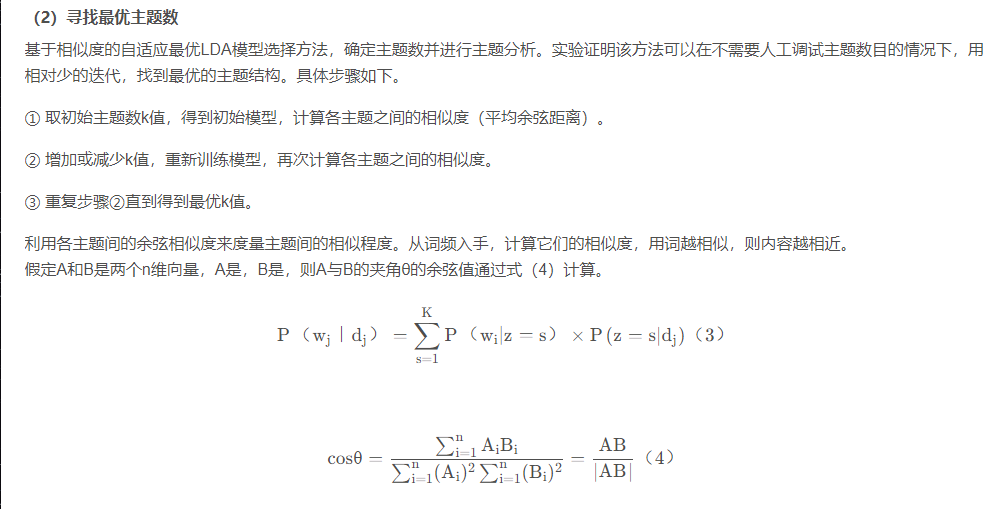 （2）寻找最优主题数
基于相似度的自适应最优LDA模型选择方法，确定主题数并进行主题分析。实验证明该方法可以在不需要人工调试主题数目的情况下，用
相对少的迭代，找到最优的主题结构。具体步骤如下。
① 取初始主题数k值，得到初始模型，计算各主题之间的相似度（平均余弦距离）。
② 增加或减少k值，重新训练模型，再次计算各主题之间的相似度。
③ 重复步骤②直到得到最优k值。
利用各主题间的余弦相似度来度量主题间的相似程度。从词频入手，计算它们的相似度，用词越相似，则内容越相近。
假定A和B是两个n维向量，A是，B是，则A与B的夹角θ的余弦值通过式（4）计算。
P（w_j｜d_j）=∑_{s=1}^{K}P（w_i|z=s）×P(z=s|d_j)（3）
cosθ=\frac{∑_{i=1}^{n}A_iB_i}{∑_{i=1}^{n}(A_i)^2∑_{i=1}^{n}(B_i)^2}=\frac{AB}{|AB|}（4）